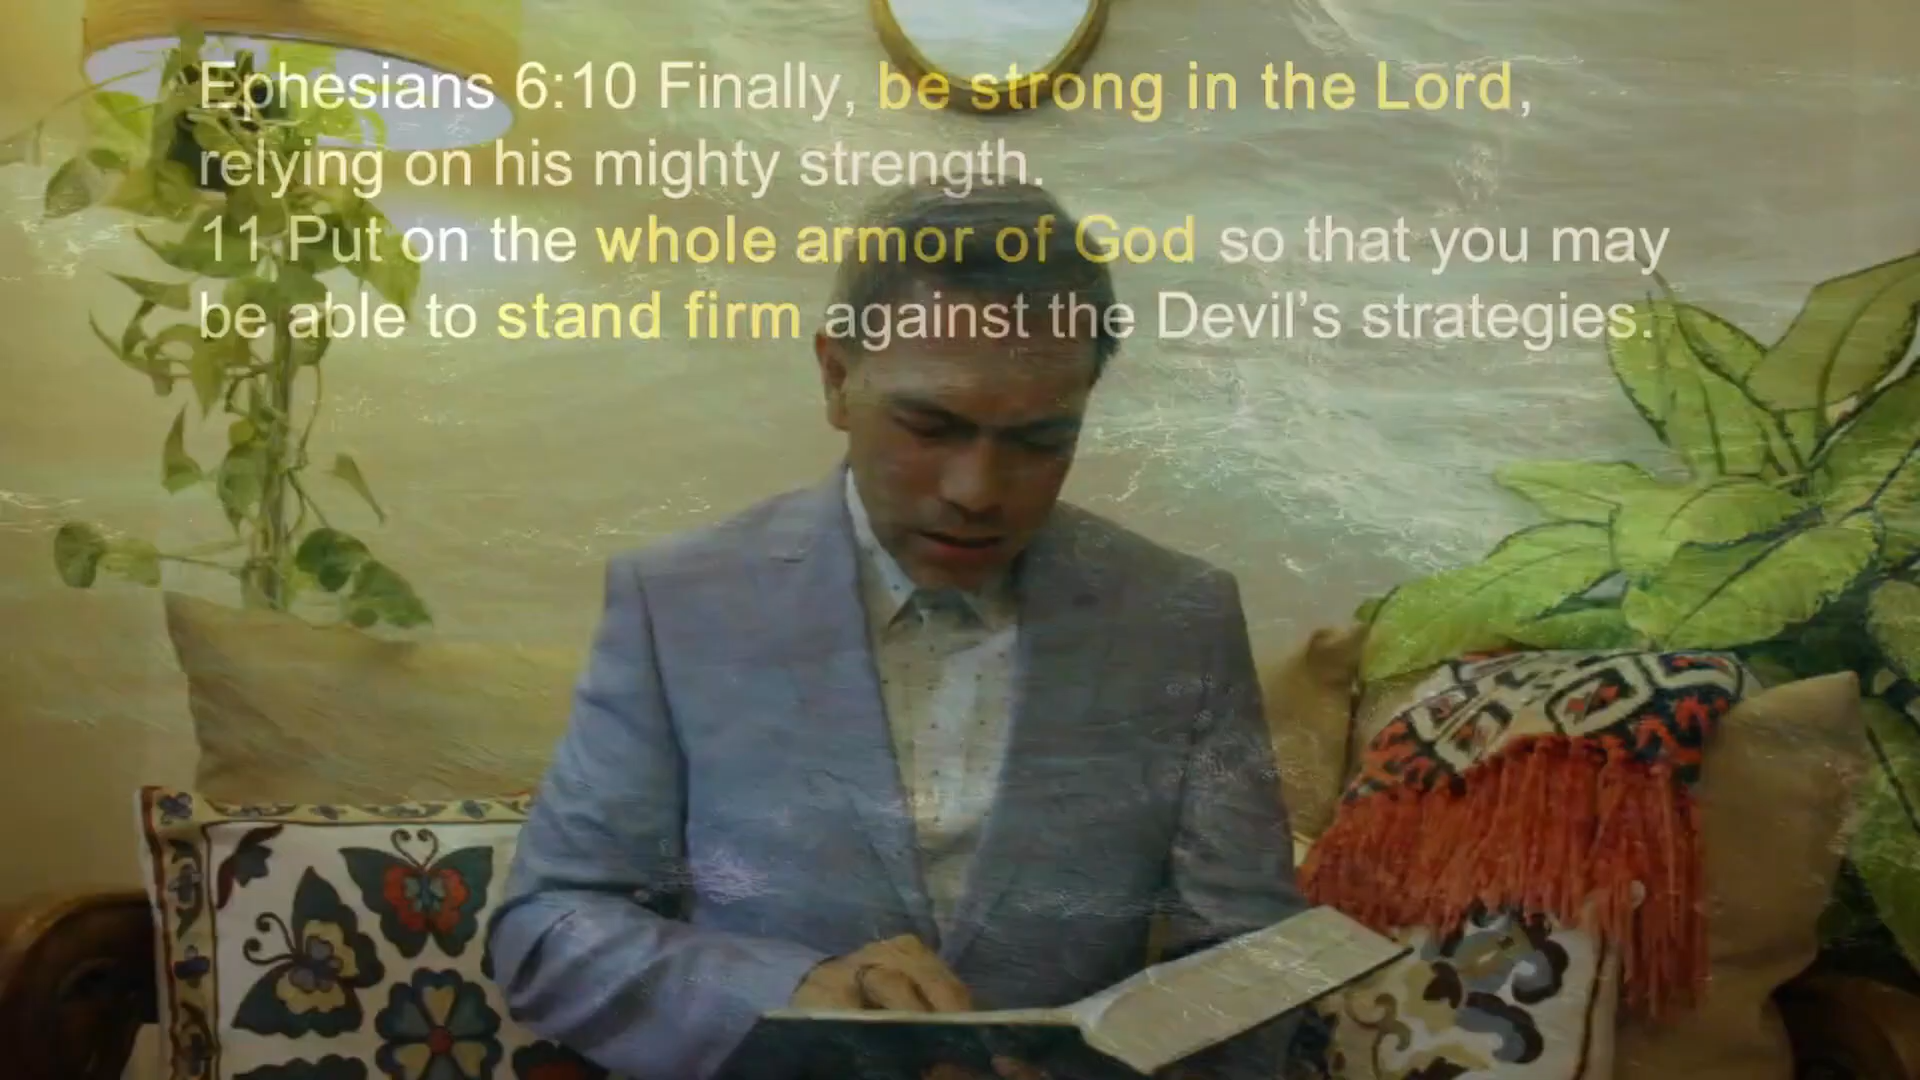 Ephesians 6:10 Finally, be strong in the Lord,
relying on his mighty strength.
11 Put on the whole armor of God so that you may
be able to stand firm against the Devil’s strategies.